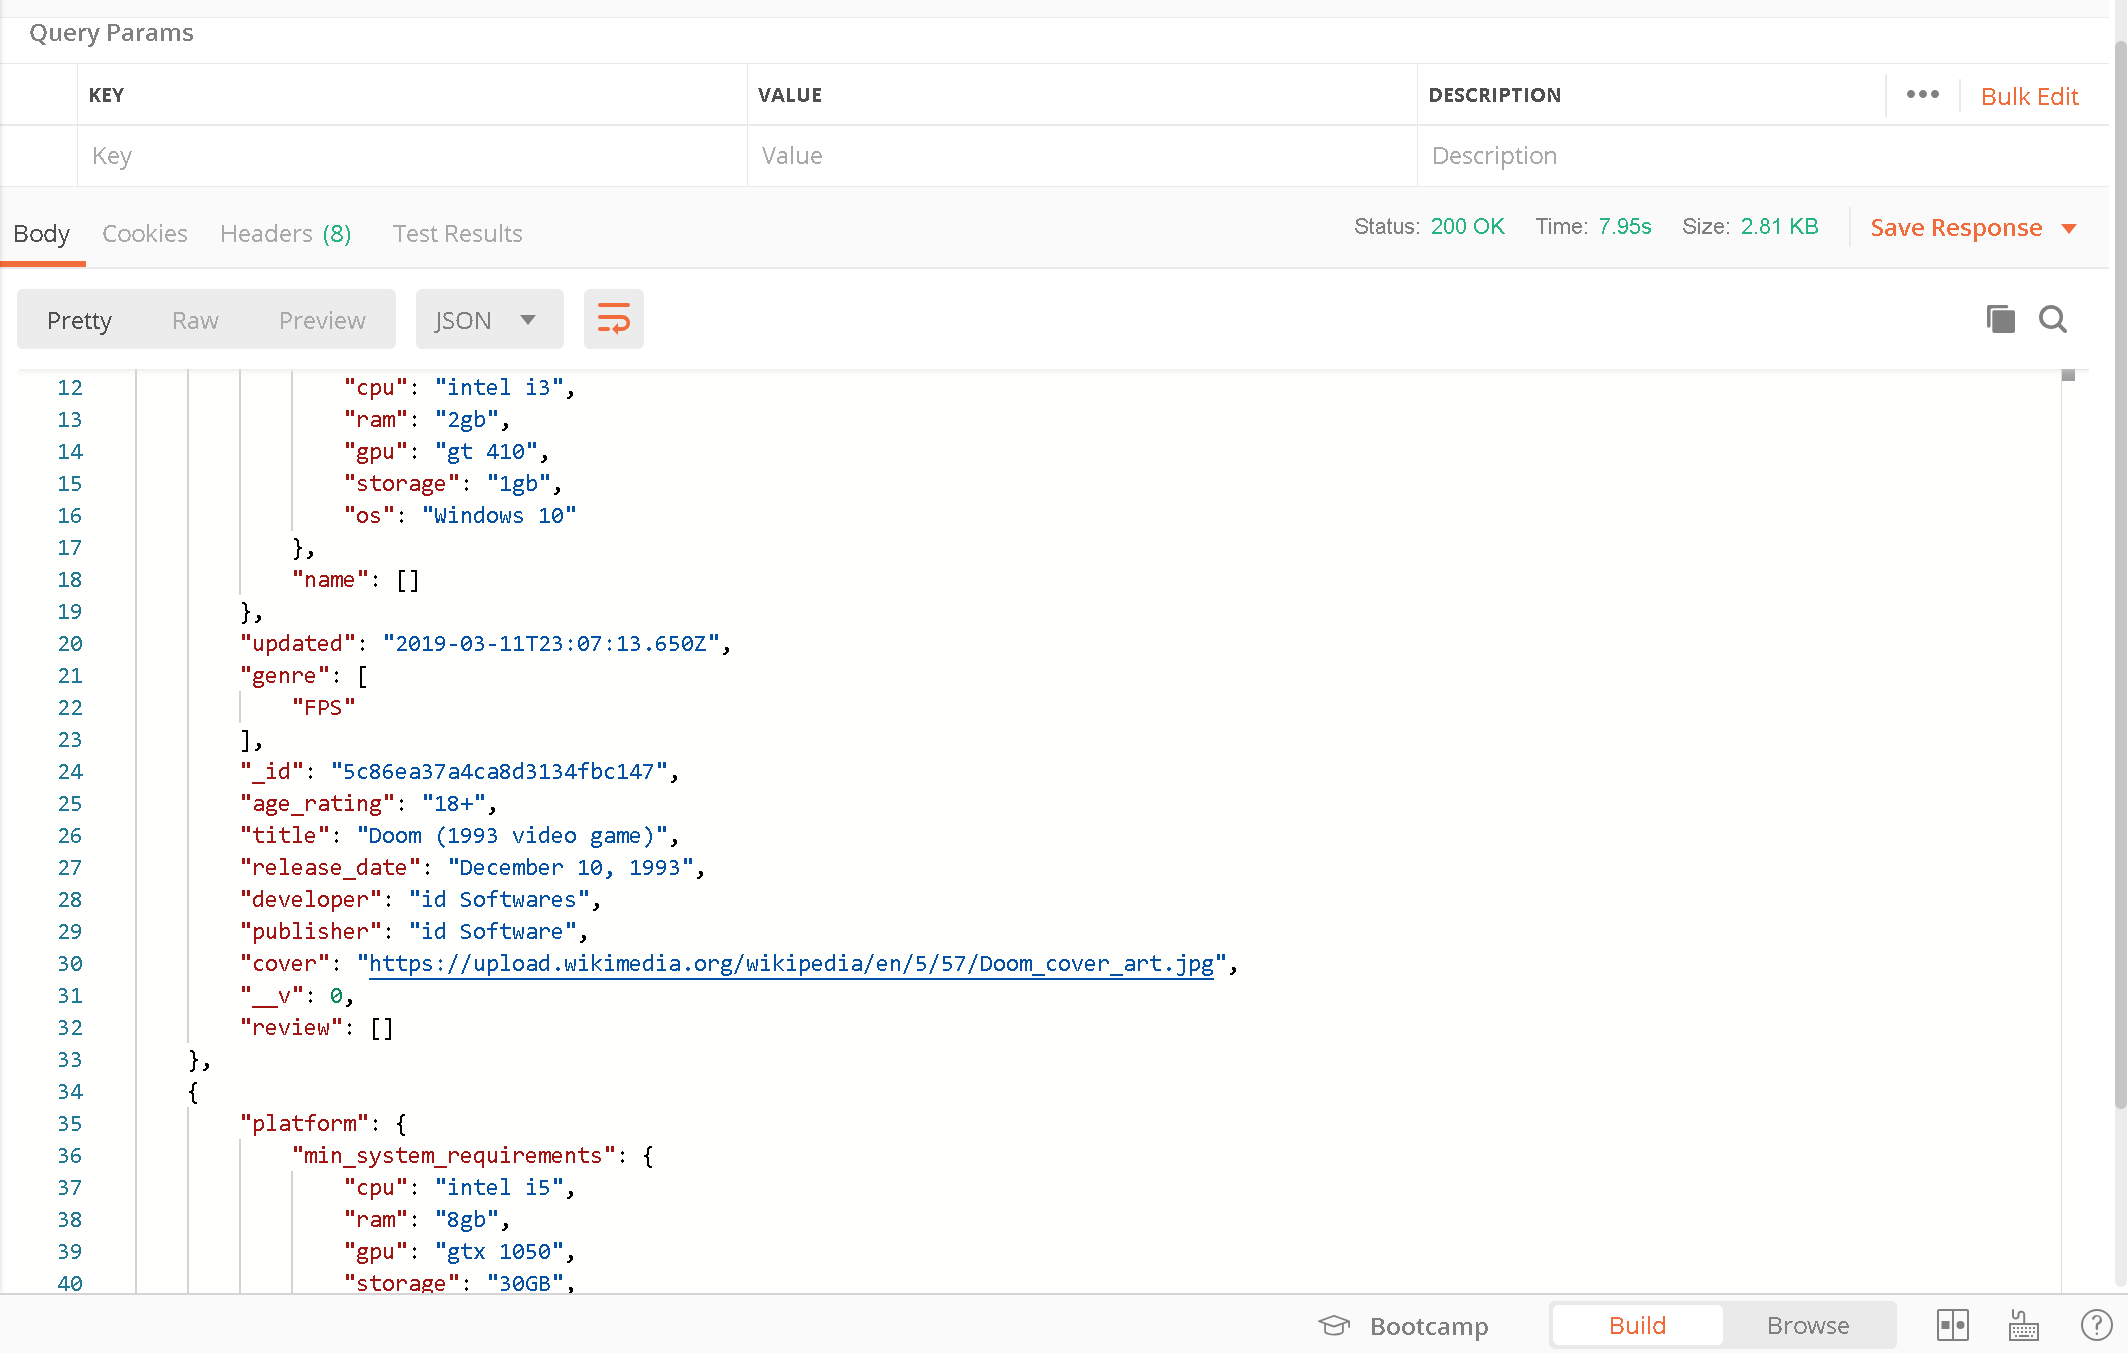 Query Params
KEY VALUE DESCRIPTION ••• Bulk Edit
Key Value Description
Body Cookies Headers (8) Test Results Status: 200 OK Time: 7.95s Size: 2.81 KB Save Response
Pretty Raw Preview JSON
12 "cpu": "intel i3",
13 "ram": "2gb",
14 "gpu": "gt 410",
15 "storage": "1gb",
16 "os": "Windows 10"
17 },
18 "name": []
19 },
20 "updated": "2019-03-11T23:07:13.650Z",
21 "genre": [
22 "FPS"
23 ],
24 "_id": "5c86ea37a4ca8d3134fbc147",
25 "age_rating": "18+",
26 "title": "Doom (1993 video game)",
27 "release_date": "December 10, 1993",
28 "developer": "id Softwares",
29 "publisher": "id Software",
30 "cover": "https://upload.wikimedia.org/wikipedia/en/5/57/Doom_cover_art.jpg",
31 "__v": 0,
32 "review": []
33 },
34 {
35 "platform": {
36 "min_system_requirements": {
37 "cpu": "intel i5",
38 "ram": "8gb",
39 "gpu": "gtx 1050",
40 "storage": "30GB",
Bootcamp Build Browse ?